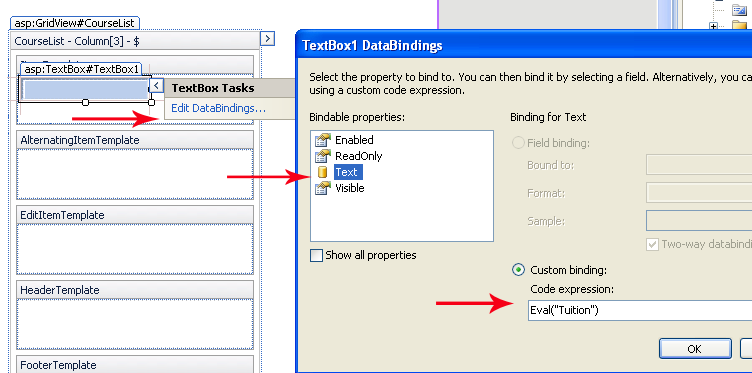 asp:GridView#CourseList
CourseList - Column[3] - $
asp:TextBox#TextBox1
TextBox Tasks
Edit DataBindings...
AlternatingItemTemplate
EditItemTemplate
HeaderTemplate
FooterTemplate
TextBox1 DataBindings
Select the property to bind to. You can then bind it by selecting a field. Alternatively, you ca
using a custom code expression.
Bindable properties:
Enabled
ReadOnly
Text
Visible
Show all properties
Binding for Text
Field binding:
Bound to:
Format:
Sample:
Two-way databindi
Custom binding:
Code expression:
Eval("Tuition")
OK